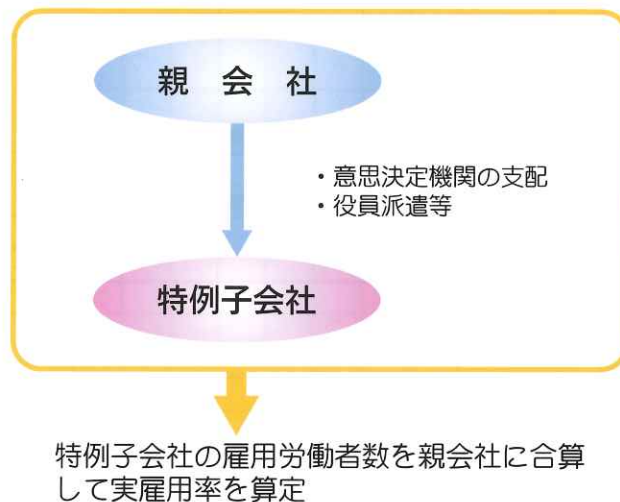 親　会　社
・意思決定機関の支配
・役員派遣等
特例子会社
特例子会社の雇用労働者数を親会社に合算
して実雇用率を算定